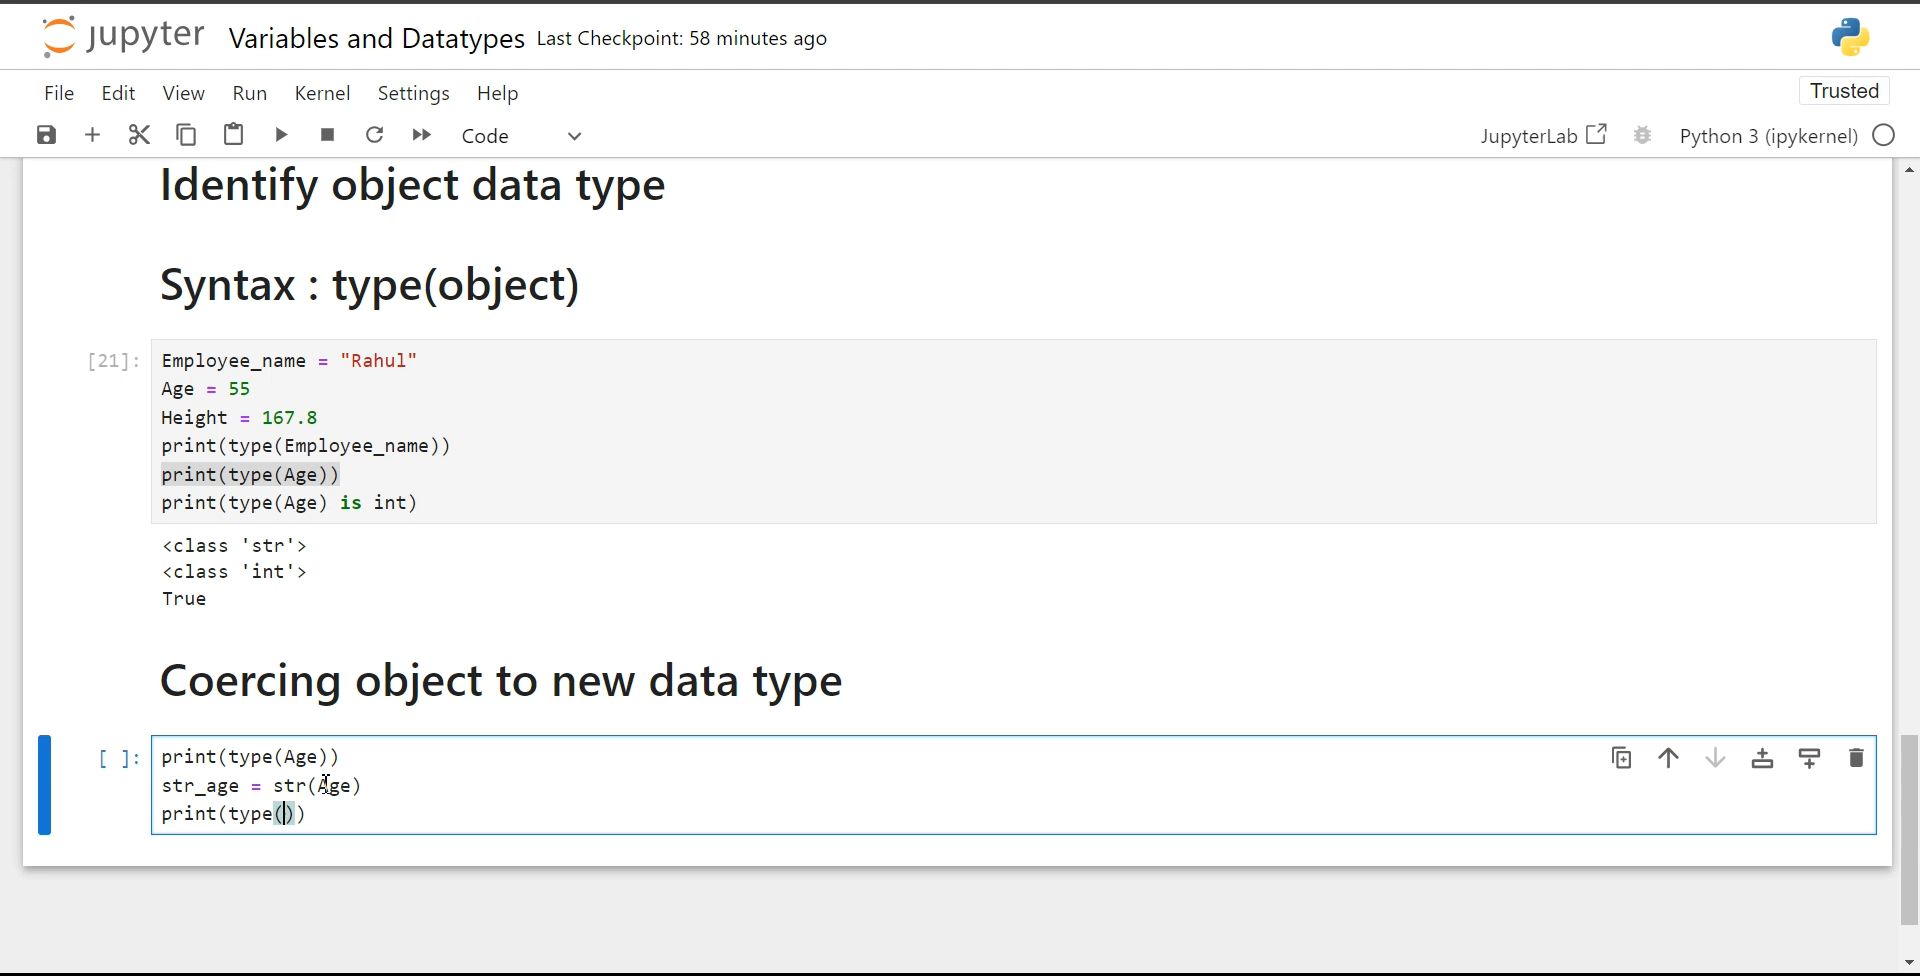 jupyter Variables and Datatypes Last Checkpoint: 58 minutes ago
File Edit View Run Kernel Settings Help Trusted
Code JupyterLab Python 3 (ipykernel)
Identify object data type
Syntax : type(object)
[21]: Employee_name = "Rahul"
Age = 55
Height = 167.8
print(type(Employee_name))
print(type(Age))
print(type(Age) is int)
<class 'str'>
<class 'int'>
True
Coercing object to new data type
[ ]: print(type(Age))
str_age = str(Age)
print(type())